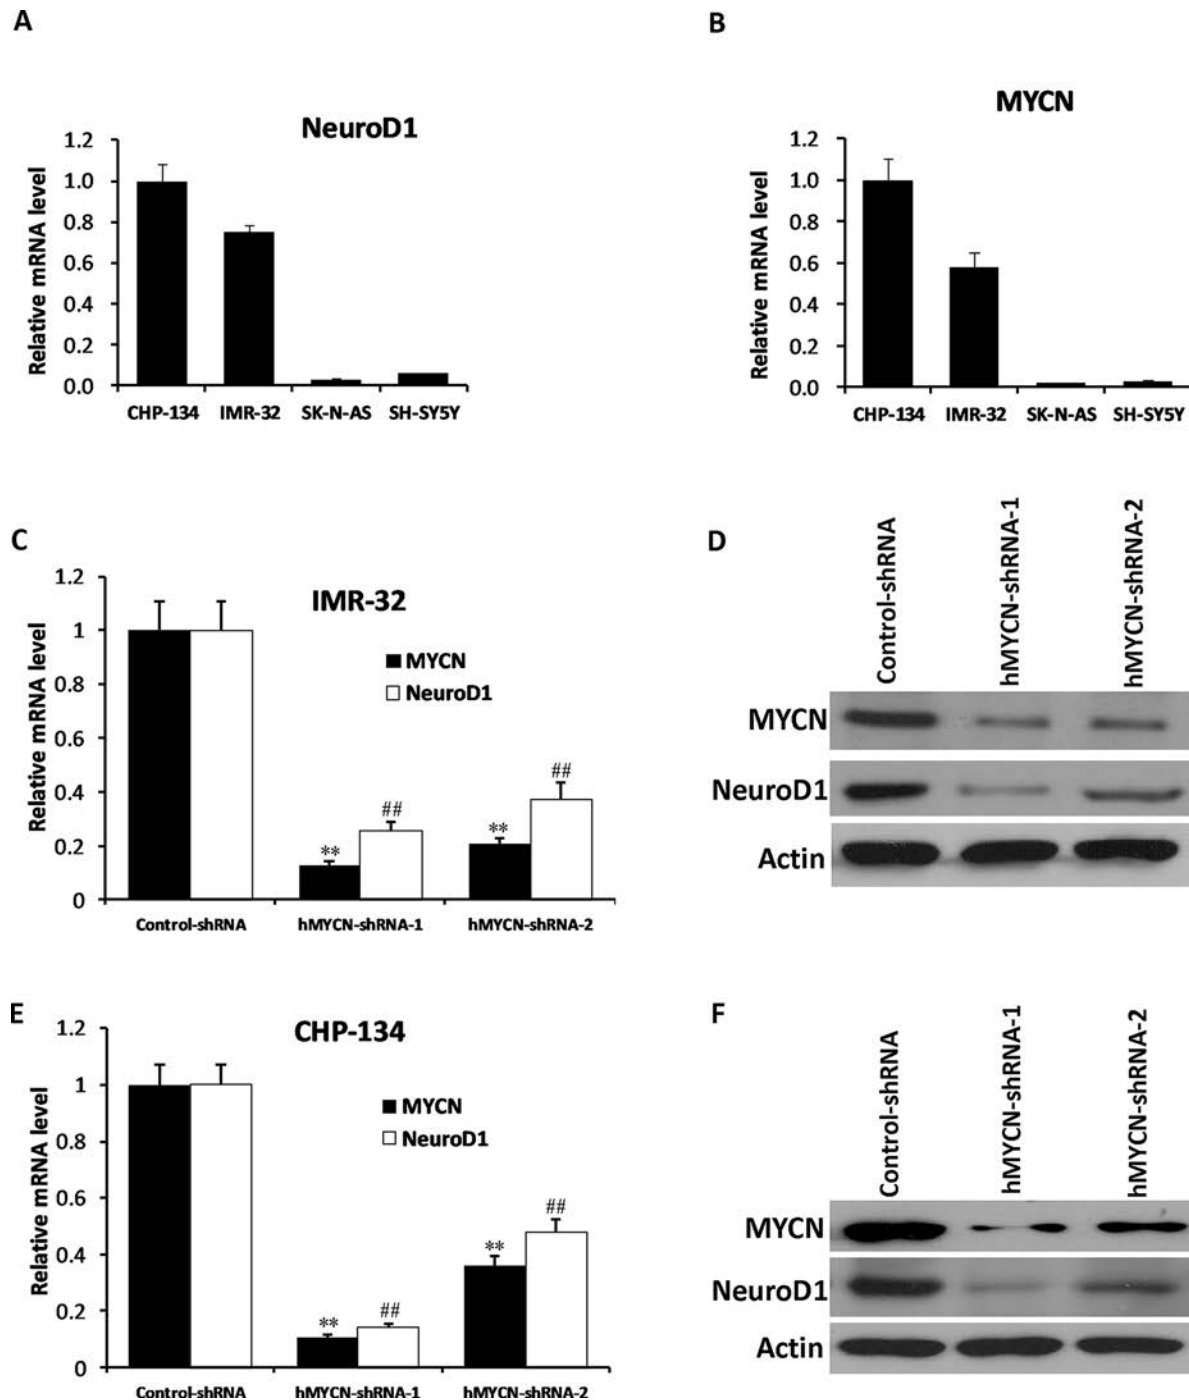 A
B
NeuroD1
Relative mRNA level
1.2
1.0
0.8
0.6
0.4
0.2
0.0
CHP-134 IMR-32 SK-N-AS SH-SY5Y
MYCN
Relative mRNA level
1.2
1.0
0.8
0.6
0.4
0.2
0.0
CHP-134 IMR-32 SK-N-AS SH-SY5Y
C
IMR-32
Relative mRNA level
1.2
1
0.8
0.6
0.4
0.2
0
MYCN
NeuroD1
** ## ** ##
Control-shRNA hMYCN-shRNA-1 hMYCN-shRNA-2
D
Control-shRNA
hMYCN-shRNA-1
hMYCN-shRNA-2
MYCN
NeuroD1
Actin
E
CHP-134
Relative mRNA level
1.2
1
0.8
0.6
0.4
0.2
0
MYCN
NeuroD1
** ## ** ##
Control-shRNA hMYCN-shRNA-1 hMYCN-shRNA-2
F
Control-shRNA
hMYCN-shRNA-1
hMYCN-shRNA-2
MYCN
NeuroD1
Actin